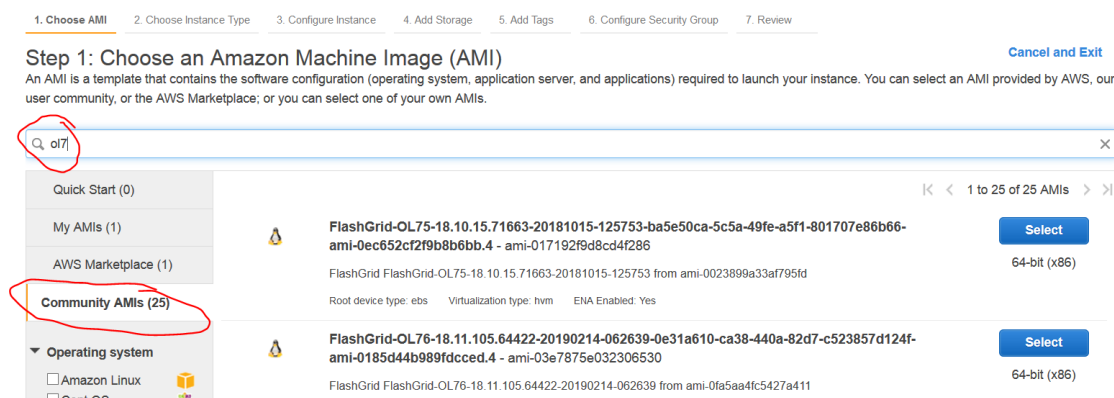 1. Choose AMI 2. Choose Instance Type 3. Configure Instance 4. Add Storage 5. Add Tags 6. Configure Security Group 7. Review
Step 1: Choose an Amazon Machine Image (AMI)
Cancel and Exit
An AMI is a template that contains the software configuration (operating system, application server, and applications) required to launch your instance. You can select an AMI provided by AWS, our
user community, or the AWS Marketplace; or you can select one of your own AMIs.
ol7
Quick Start (0)
My AMIs (1)
AWS Marketplace (1)
Community AMIs (25)
Operating system
Amazon Linux
1 to 25 of 25 AMIs
FlashGrid-OL75-18.10.15.71663-20181015-125753-ba5e50ca-5c5a-49fe-a5f1-801707e86b66-
ami-0ec652cf2f9b8b6bb.4 - ami-017192f9d8cd4f286
FlashGrid FlashGrid-OL75-18.10.15.71663-20181015-125753 from ami-0023899a33af795fd
Root device type: ebs Virtualization type: hvm ENA Enabled: Yes
Select
64-bit (x86)
FlashGrid-OL76-18.11.105.64422-20190214-062639-0e31a610-ca38-440a-82d7-c523857d124f-
ami-0185d44b989fdcced.4 - ami-03e7875e032306530
FlashGrid FlashGrid-OL76-18.11.105.64422-20190214-062639 from ami-0fa5aa4fc5427a411
Select
64-bit (x86)